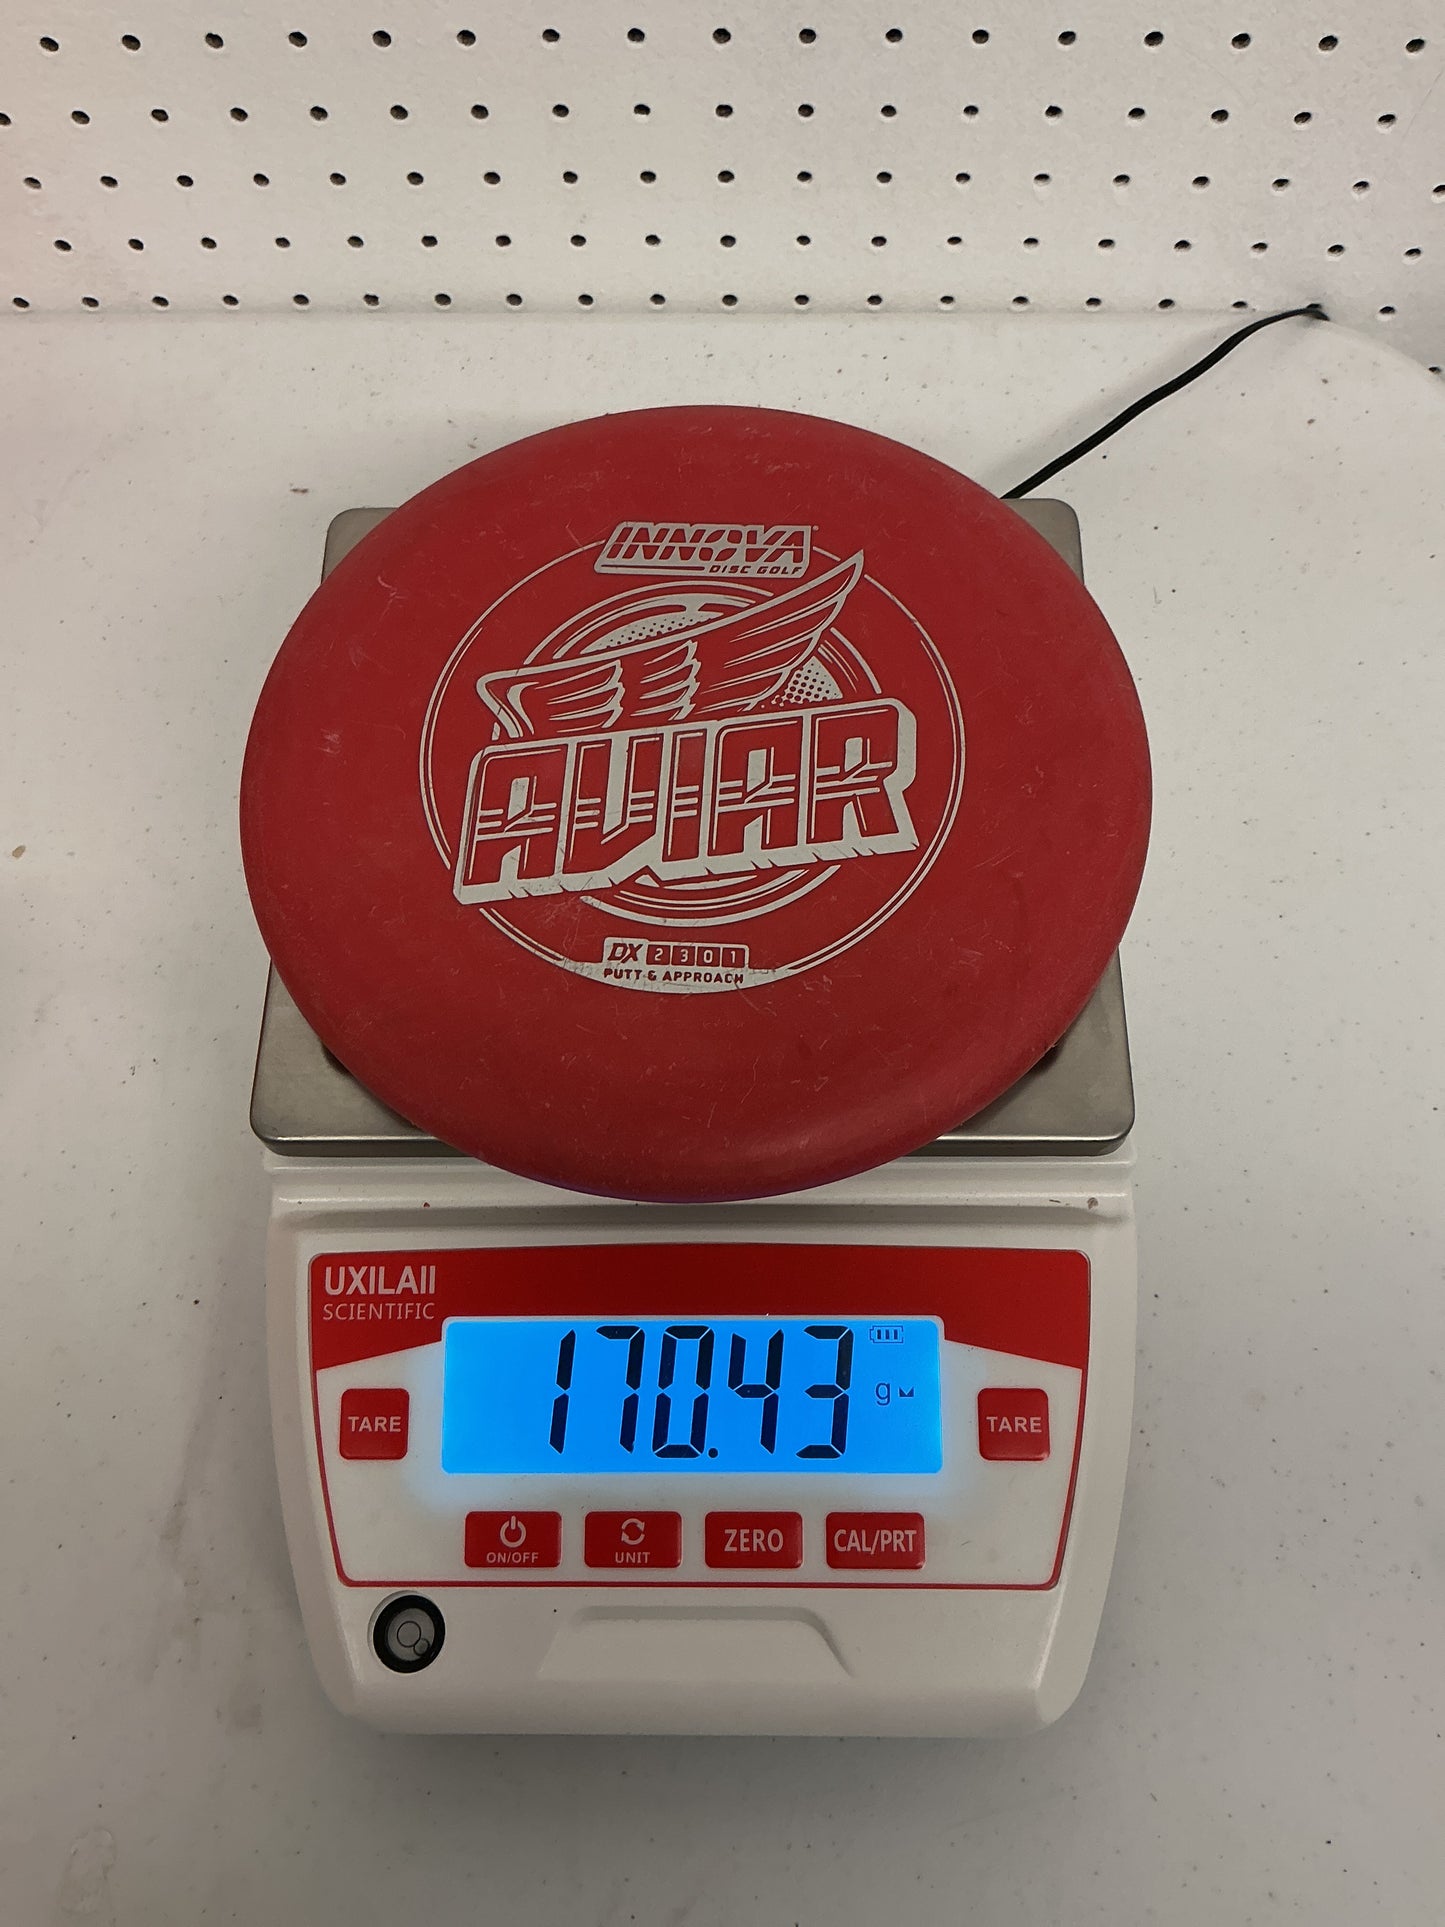 INNOVA
DISC GOLF
AVIAR
DX 2 3 0 1
PUTT & APPROACH
UXILAII
SCIENTIFIC
170.43 g
TARE
TARE
ON/OFF
UNIT
ZERO
CAL/PRT